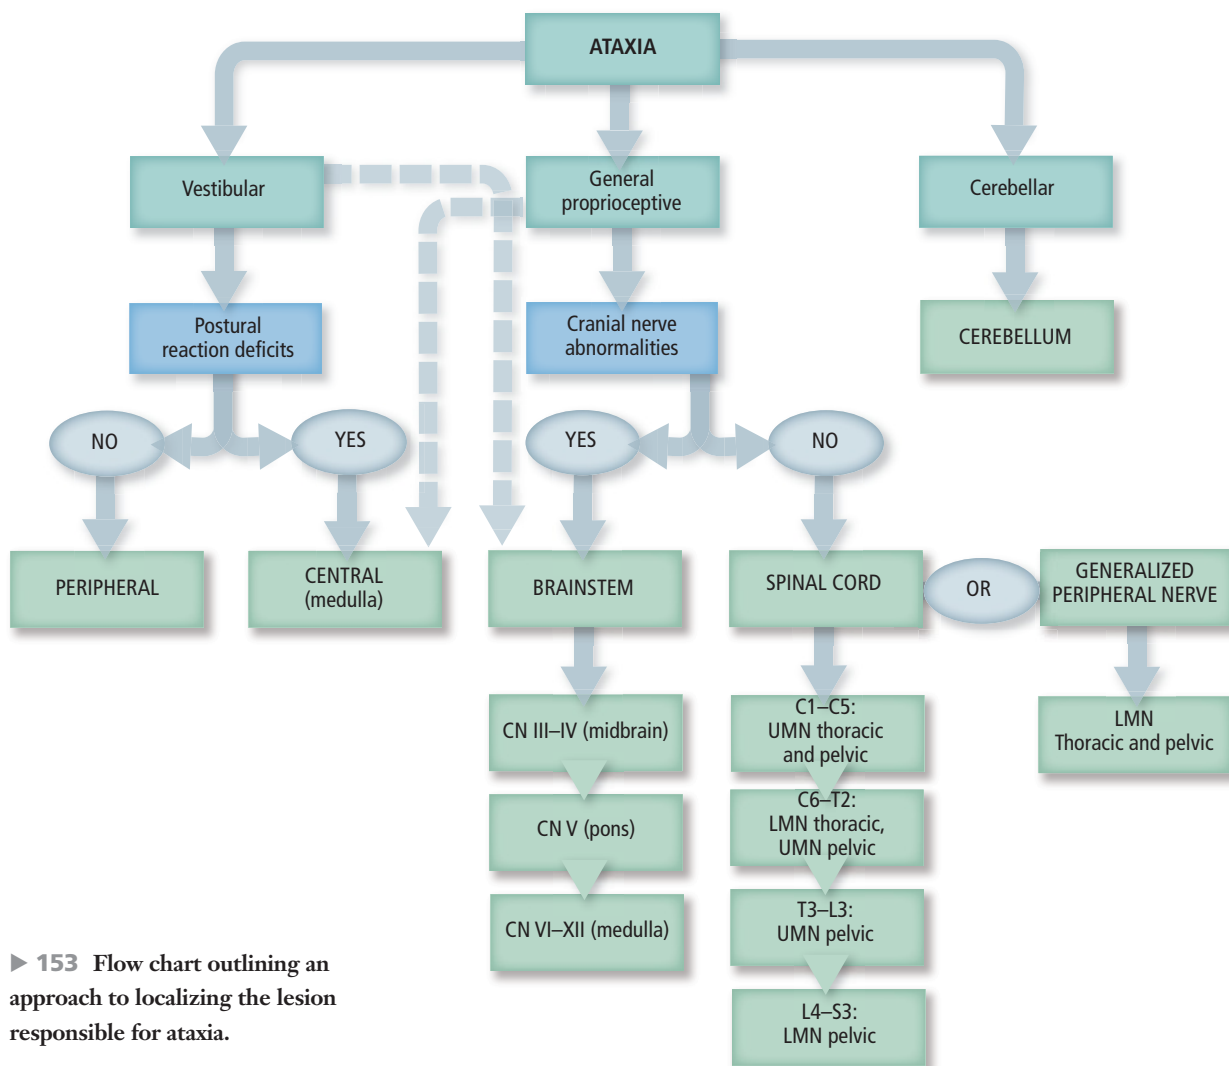 ATAXIA
Vestibular
General
proprioceptive
Cerebellar
Postural
reaction deficits
Cranial nerve
abnormalities
CEREBELLUM
NO
YES
YES
NO
PERIPHERAL
CENTRAL
(medulla)
BRAINSTEM
SPINAL CORD
OR
GENERALIZED
PERIPHERAL NERVE
CN III–IV (midbrain)
CN V (pons)
CN VI–XII (medulla)
C1–C5:
UMN thoracic
and pelvic
C6–T2:
LMN thoracic,
UMN pelvic
T3–L3:
UMN pelvic
L4–S3:
LMN pelvic
LMN
Thoracic and pelvic
▶ 153 Flow chart outlining an
approach to localizing the lesion
responsible for ataxia.